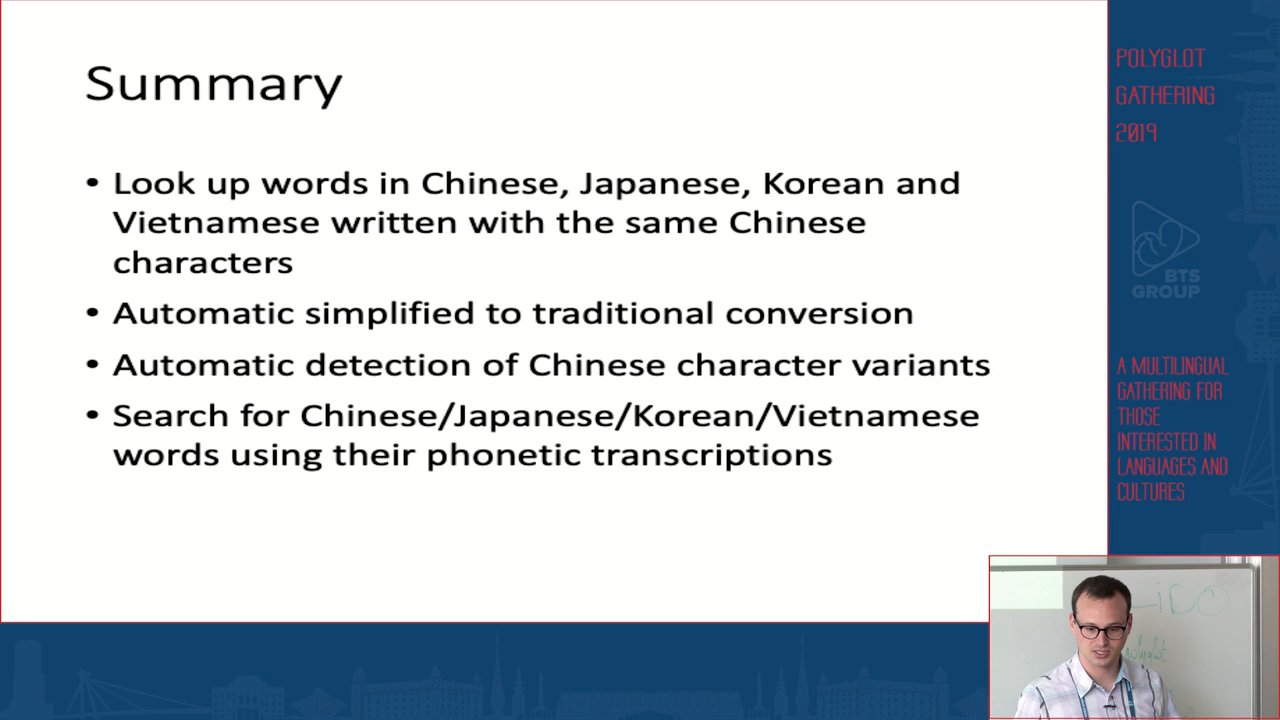 Summary
• Look up words in Chinese, Japanese, Korean and
Vietnamese written with the same Chinese
characters
• Automatic simplified to traditional conversion
• Automatic detection of Chinese character variants
• Search for Chinese/Japanese/Korean/Vietnamese
words using their phonetic transcriptions
POLYGLOT
GATHERING
2019
BTS
GROUP
A MULTILINGUAL
GATHERING FOR
THOSE
INTERESTED IN
LANGUAGES AND
CULTURES